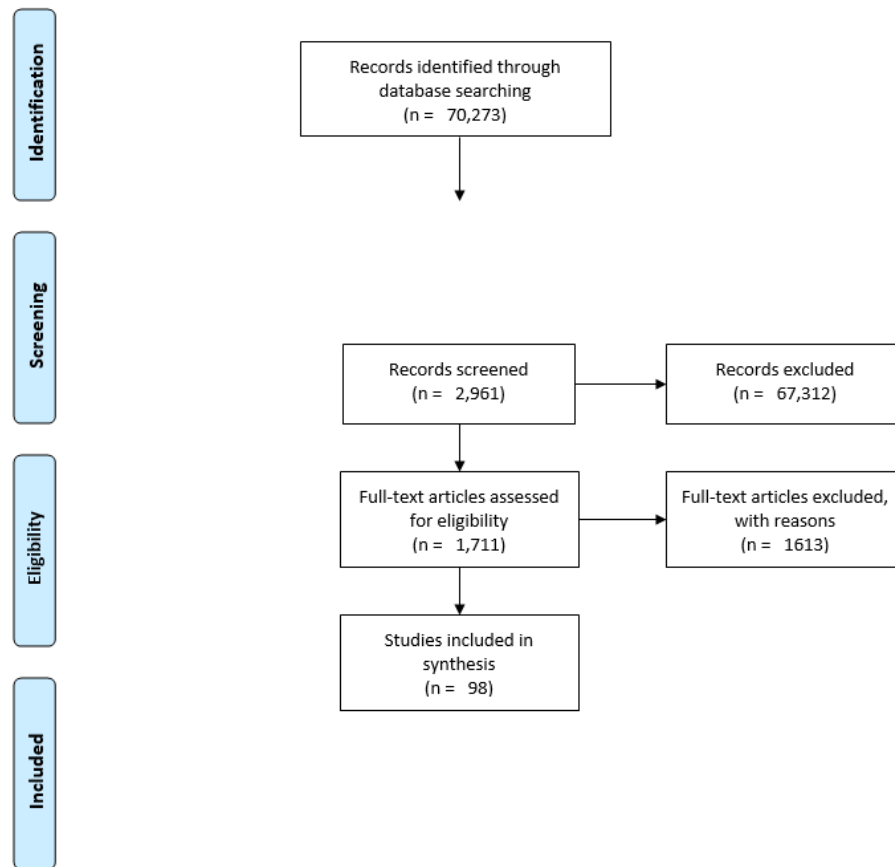 Identification
Records identified through
database searching
(n = 70,273)
Screening
Records screened
(n = 2,961)
Records excluded
(n = 67,312)
Eligibility
Full-text articles assessed
for eligibility
(n = 1,711)
Full-text articles excluded,
with reasons
(n = 1613)
Studies included in
synthesis
(n = 98)
Included